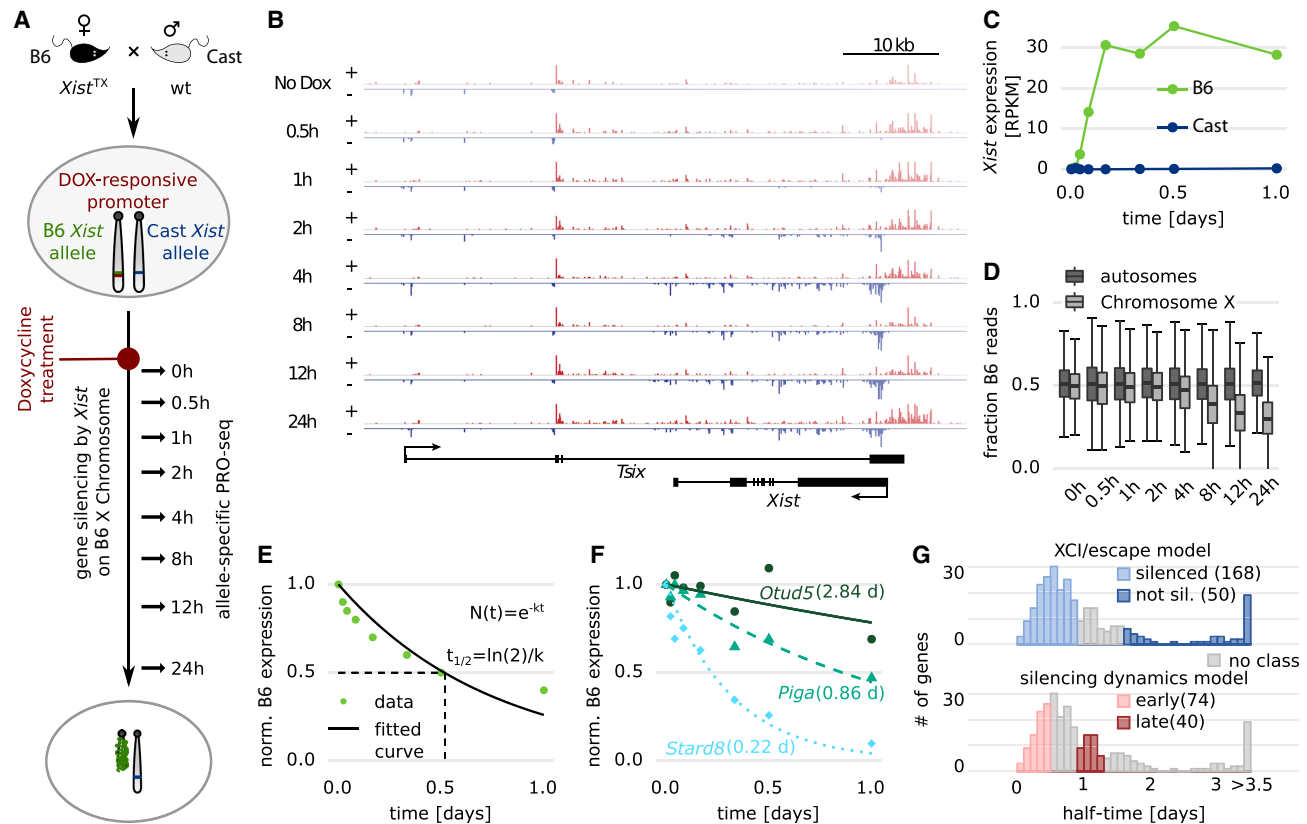 A
♀
♂
B6
×
Cast
Xist^TX
wt
DOX-responsive
promoter
B6 Xist
allele
Cast Xist
allele
Doxycycline
treatment
gene silencing by Xist
on B6 X Chromosome
0h
0.5h
1h
2h
4h
8h
12h
24h
allele-specific PRO-seq
B
10 kb
No Dox
+
-
0.5h
+
-
1h
+
-
2h
+
-
4h
+
-
8h
+
-
12h
+
-
24h
+
-
Tsix
Xist
C
Xist expression
[RPKM]
30
20
10
0
B6
Cast
0.0
0.5
1.0
time [days]
D
autosomes
Chromosome X
fraction B6 reads
1.0
0.5
0.0
0h
0.5h
1h
2h
4h
8h
12h
24h
E
norm. B6 expression
1.0
0.5
0.0
N(t)=e^-kt
t1/2=ln(2)/k
data
fitted
curve
0.0
0.5
1.0
time [days]
F
norm. B6 expression
1.0
0.5
0.0
Otud5(2.84 d)
Piga(0.86 d)
Stard8(0.22 d)
0.0
0.5
1.0
time [days]
G
XCI/escape model
# of genes
30
0
silenced (168)
not sil. (50)
no class
silencing dynamics model
30
0
early(74)
late(40)
0
1
2
3
>3.5
half-time [days]